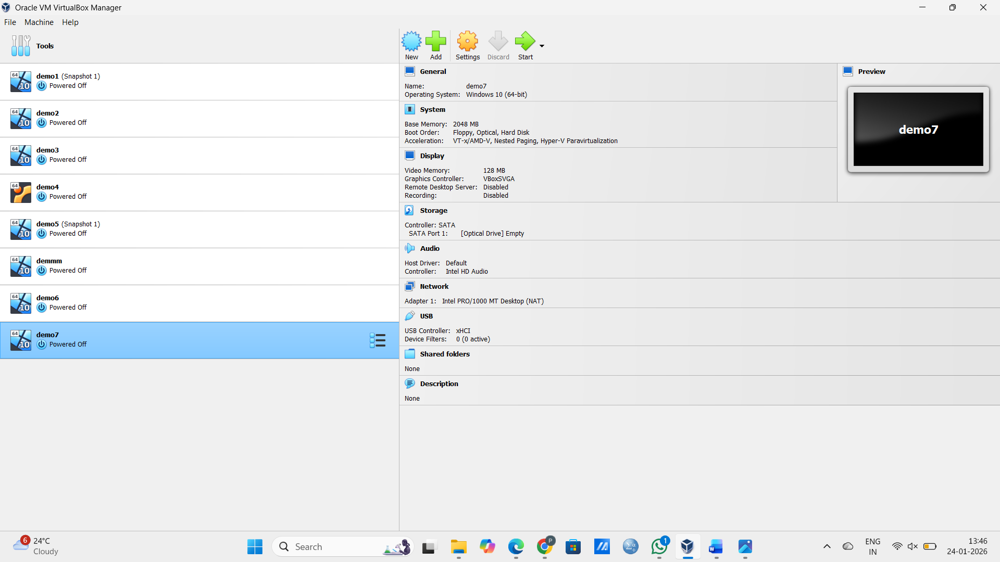 Oracle VM VirtualBox Manager
File Machine Help
Tools
New Add Settings Discard Start
64
10
demo1 (Snapshot 1)
Powered Off
64
10
demo2
Powered Off
64
10
demo3
Powered Off
64
demo4
Powered Off
64
10
demo5 (Snapshot 1)
Powered Off
64
10
demmm
Powered Off
64
10
demo6
Powered Off
64
10
demo7
Powered Off
General
Name: demo7
Operating System: Windows 10 (64-bit)
System
Base Memory: 2048 MB
Boot Order: Floppy, Optical, Hard Disk
Acceleration: VT-x/AMD-V, Nested Paging, Hyper-V Paravirtualization
Display
Video Memory: 128 MB
Graphics Controller: VBoxSVGA
Remote Desktop Server: Disabled
Recording: Disabled
Storage
Controller: SATA
SATA Port 1: [Optical Drive] Empty
Audio
Host Driver: Default
Controller: Intel HD Audio
Network
Adapter 1: Intel PRO/1000 MT Desktop (NAT)
USB
USB Controller: xHCI
Device Filters: 0 (0 active)
Shared folders
None
Description
None
Preview
demo7
6
24°C
Cloudy
Search
P
Σα
1
W
ENG
IN
13:46
24-01-2026